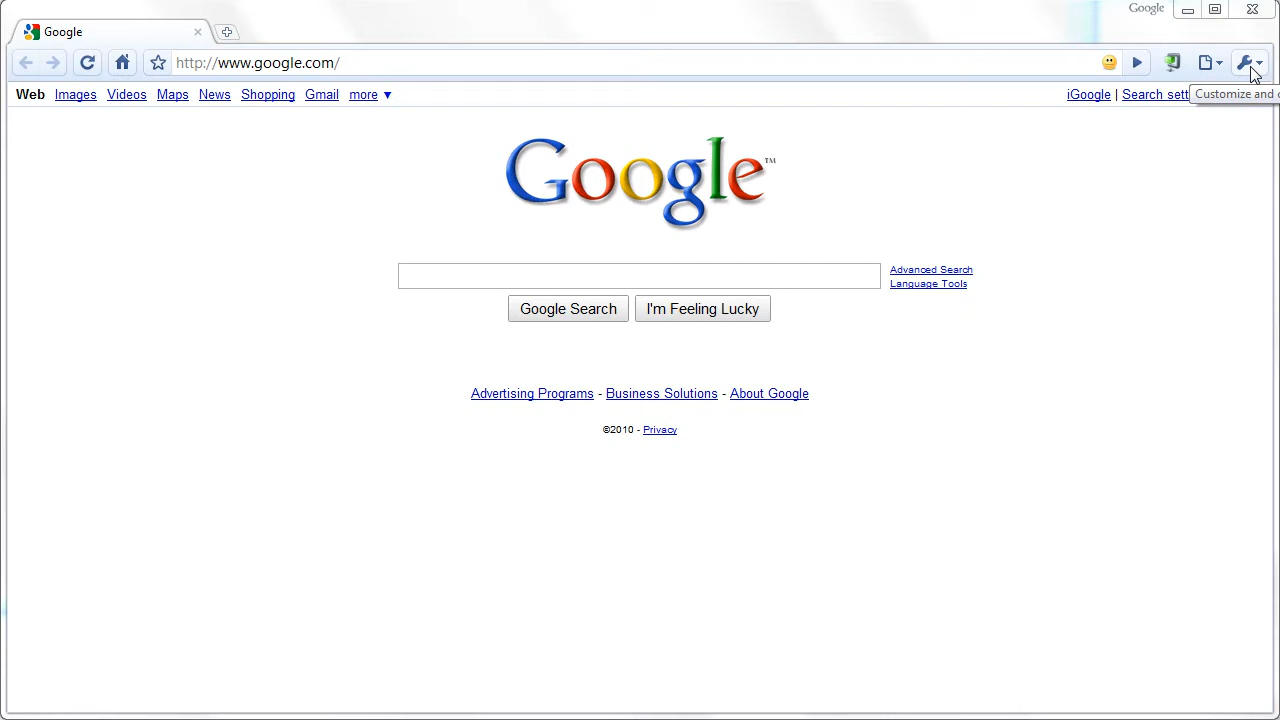 Google
Google
http://www.google.com/
Web Images Videos Maps News Shopping Gmail more ▼
iGoogle | Search sett
Customize and
Google™
Advanced Search
Language Tools
Google Search I'm Feeling Lucky
Advertising Programs - Business Solutions - About Google
©2010 - Privacy